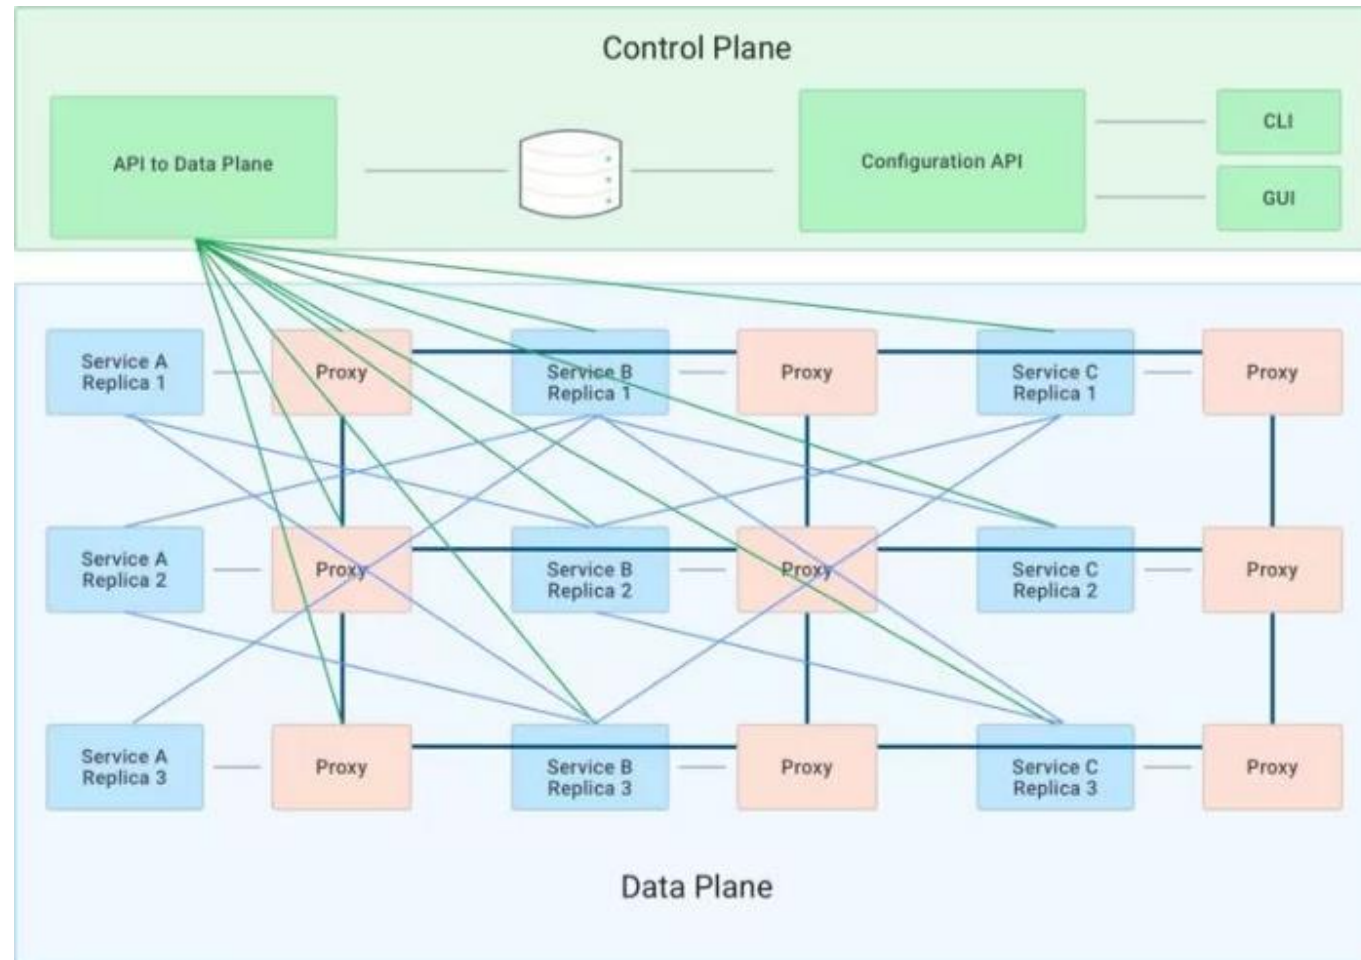 Control Plane
API to Data Plane
Configuration API
CLI
GUI
Service A
Replica 1
Proxy
Service B
Replica 1
Proxy
Service C
Replica 1
Proxy
Service A
Replica 2
Proxy
Service B
Replica 2
Proxy
Service C
Replica 2
Proxy
Service A
Replica 3
Proxy
Service B
Replica 3
Proxy
Service C
Replica 3
Proxy
Data Plane